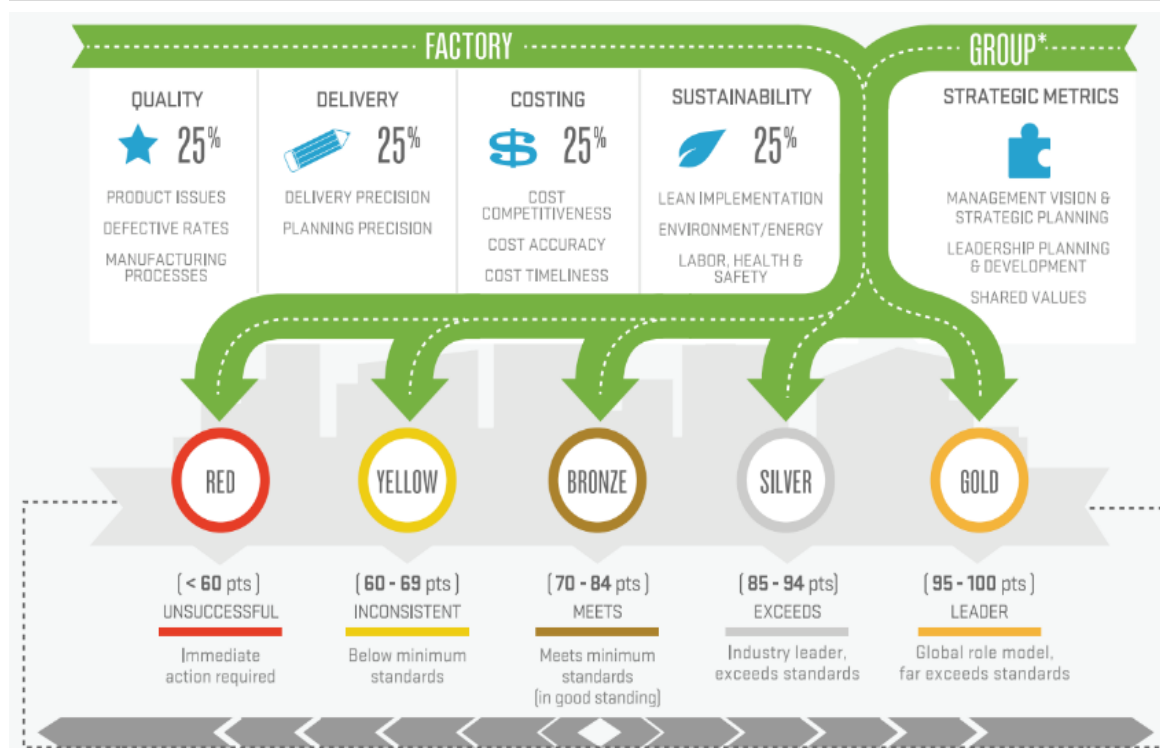 FACTORY
GROUP*
QUALITY
25%
PRODUCT ISSUES
DEFECTIVE RATES
MANUFACTURING
PROCESSES
DELIVERY
25%
DELIVERY PRECISION
PLANNING PRECISION
COSTING
$ 25%
COST
COMPETITIVENESS
COST ACCURACY
COST TIMELINESS
SUSTAINABILITY
25%
LEAN IMPLEMENTATION
ENVIRONMENT/ENERGY
LABOR, HEALTH &
SAFETY
STRATEGIC METRICS
MANAGEMENT VISION &
STRATEGIC PLANNING
LEADERSHIP PLANNING
& DEVELOPMENT
SHARED VALUES
RED
(< 60 pts)
UNSUCCESSFUL
Immediate
action required
YELLOW
(60 - 69 pts)
INCONSISTENT
Below minimum
standards
BRONZE
(70 - 84 pts)
MEETS
Meets minimum
standards
(in good standing)
SILVER
(85 - 94 pts)
EXCEEDS
Industry leader,
exceeds standards
GOLD
(95 - 100 pts)
LEADER
Global role model,
far exceeds standards